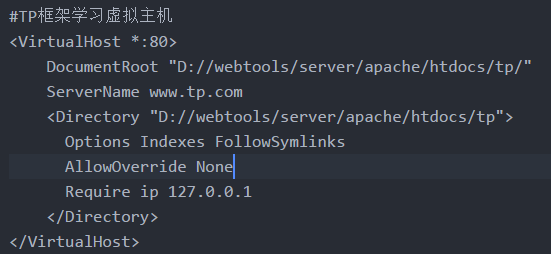 #TP框架学习虚拟主机
<VirtualHost *:80>
    DocumentRoot "D://webtools/server/apache/htdocs/tp/"
    ServerName www.tp.com
    <Directory "D://webtools/server/apache/htdocs/tp">
      Options Indexes FollowSymlinks
      AllowOverride None
      Require ip 127.0.0.1
    </Directory>
</VirtualHost>